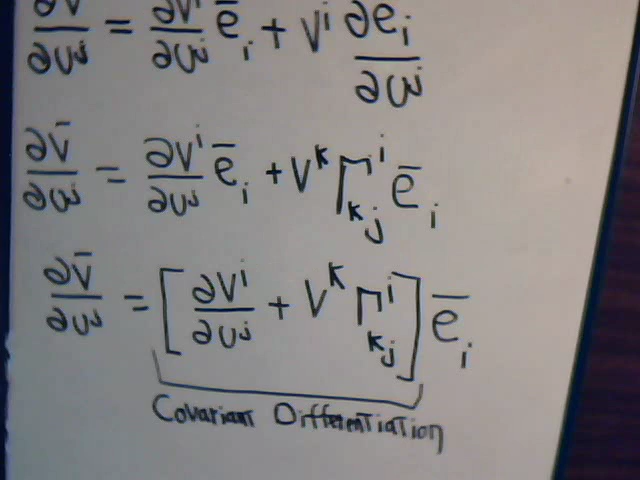 ∂V̄/∂u^j = ∂V^i/∂u^j ē_i + V^i ∂e_i/∂u^j
∂V̄/∂u^j = ∂V^i/∂u^j ē_i + V^k Γ^i_kj ē_i
∂V̄/∂u^j = [∂V^i/∂u^j + V^k Γ^i_kj] ē_i
Covariant Differentiation